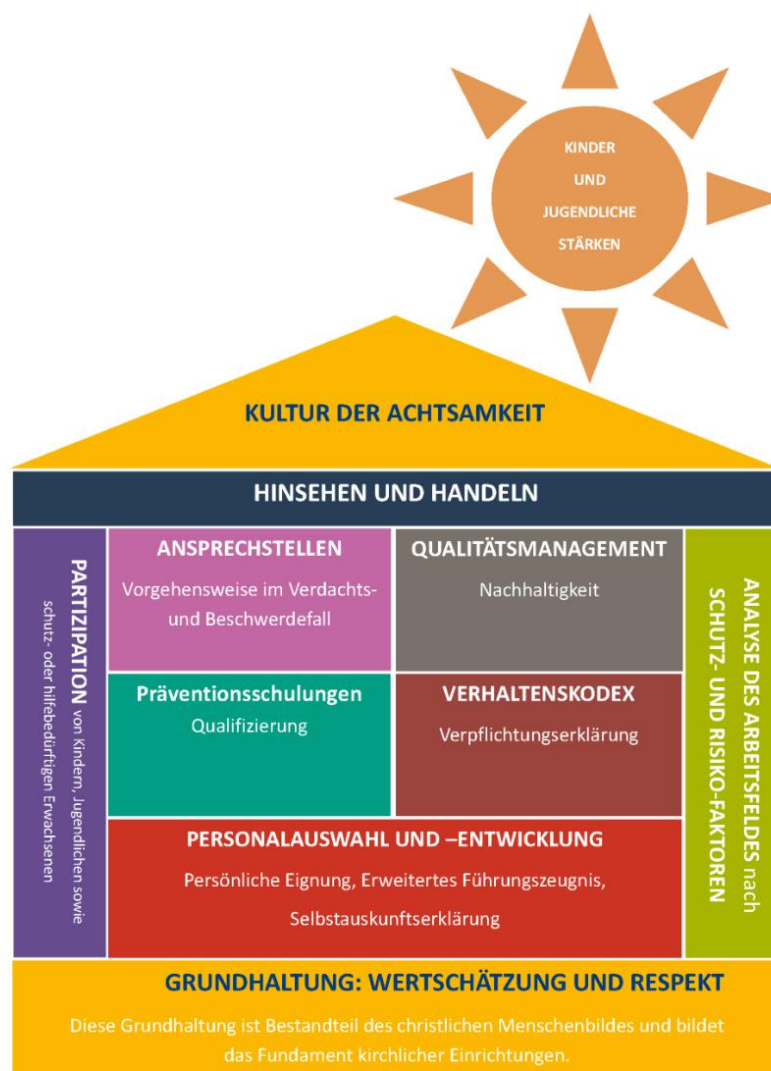 KINDER
UND
JUGENDLICHE
STÄRKEN
KULTUR DER ACHTSAMKEIT
HINSEHEN UND HANDELN
PARTIZIPATION von Kindern, Jugendlichen sowie
schutz- oder hilfebedürftigen Erwachsenen
ANSPRECHSTELLEN
Vorgehensweise im Verdachts-
und Beschwerdefall
QUALITÄTSMANAGEMENT
Nachhaltigkeit
Präventionsschulungen
Qualifizierung
VERHALTENSKODEX
Verpflichtungserklärung
PERSONALAUSWAHL UND –ENTWICKLUNG
Persönliche Eignung, Erweitertes Führungszeugnis,
Selbstauskunftserklärung
ANALYSE DES ARBEITSFELDES nach
SCHUTZ- UND RISIKO-FAKTOREN
GRUNDHALTUNG: WERTSCHÄTZUNG UND RESPEKT
Diese Grundhaltung ist Bestandteil des christlichen Menschenbildes und bildet
das Fundament kirchlicher Einrichtungen.